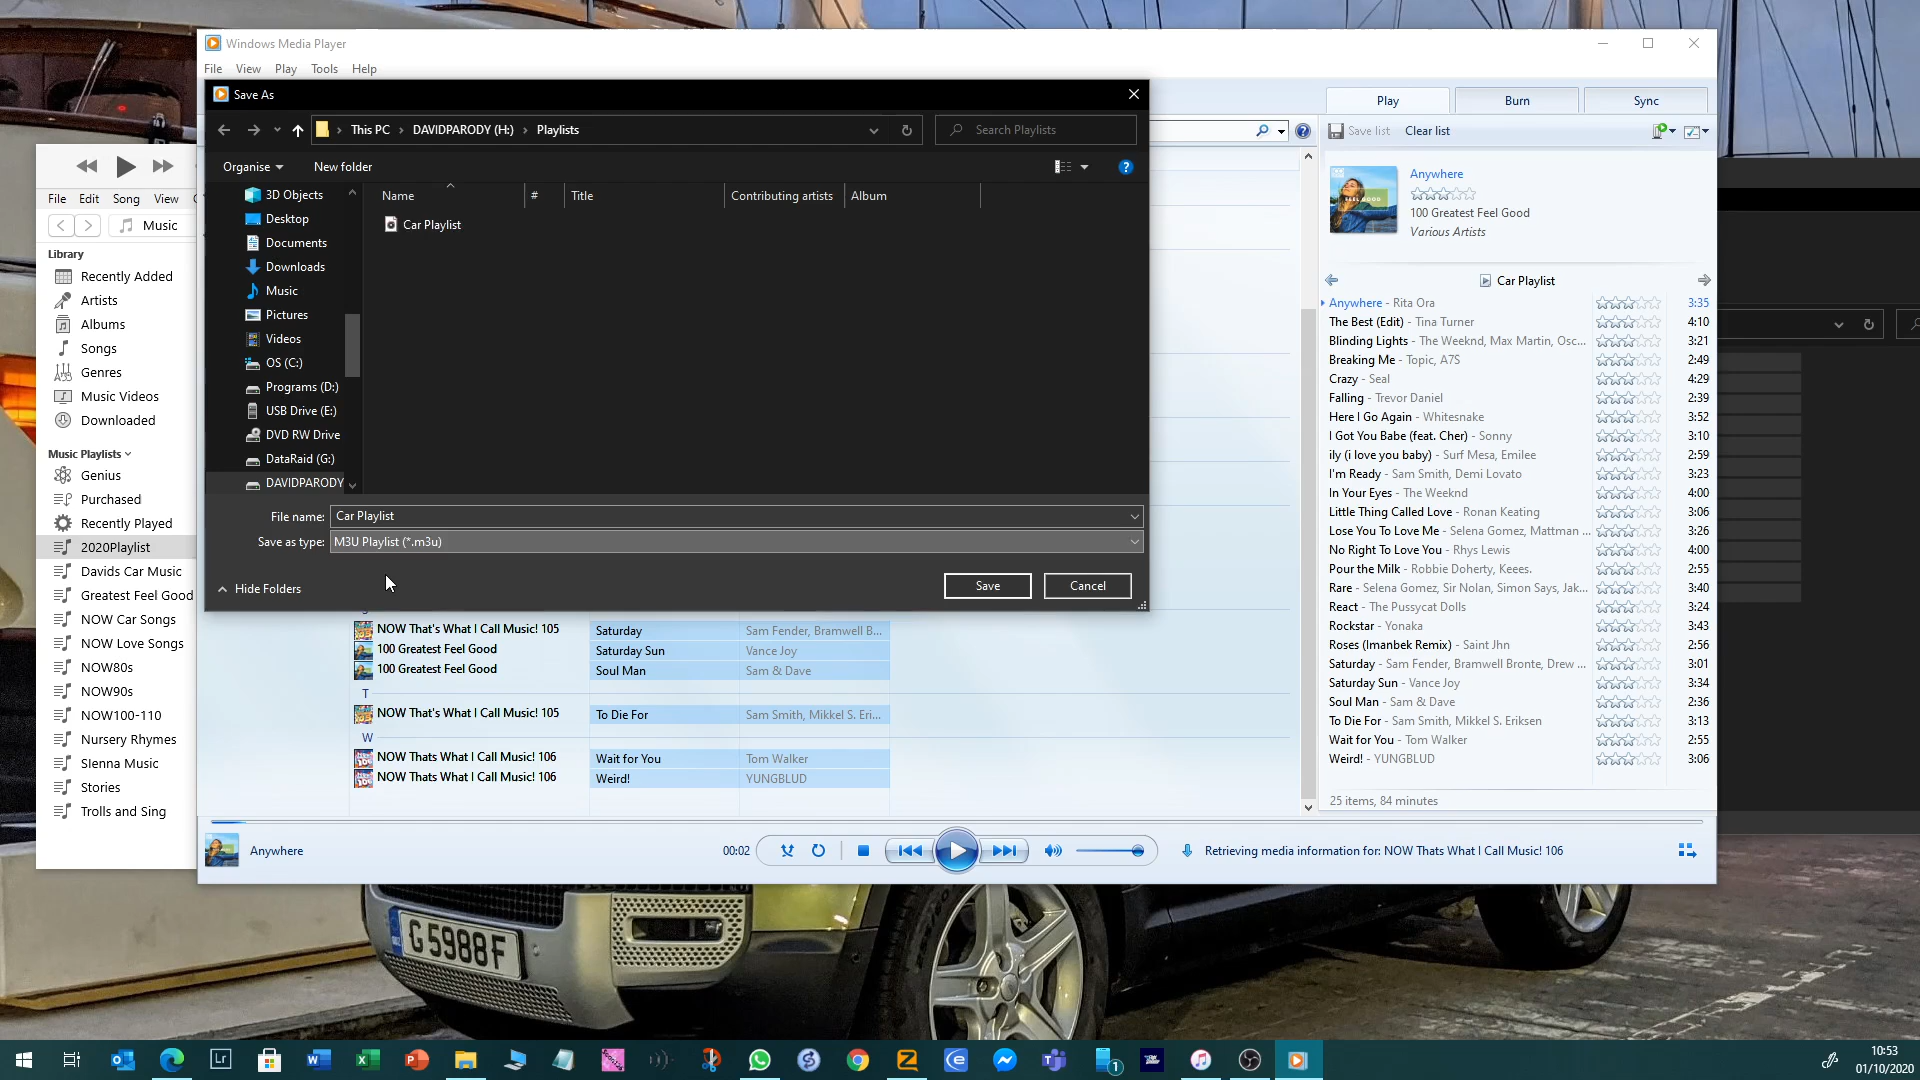 Windows Media Player
File View Play Tools Help
Save As
This PC > DAVIDPARODY (H:) > Playlists
Search Playlists
Organise
New folder
Name
#
Title
Contributing artists
Album
3D Objects
Desktop
Documents
Downloads
Music
Pictures
Videos
OS (C:)
Programs (D:)
USB Drive (E:)
DVD RW Drive
DataRaid (G:)
DAVIDPARODY
Car Playlist
File name: Car Playlist
Save as type: M3U Playlist (*.m3u)
Hide Folders
Save
Cancel
File Edit Song View
Music
Library
Recently Added
Artists
Albums
Songs
Genres
Music Videos
Downloaded
Music Playlists
Genius
Purchased
Recently Played
2020Playlist
Davids Car Music
Greatest Feel Good
NOW Car Songs
NOW Love Songs
NOW80s
NOW90s
NOW100-110
Nursery Rhymes
SIenna Music
Stories
Trolls and Sing
NOW That's What I Call Music! 105 Saturday Sam Fender, Bramwell B...
100 Greatest Feel Good Saturday Sun Vance Joy
100 Greatest Feel Good Soul Man Sam & Dave
T
NOW That's What I Call Music! 105 To Die For Sam Smith, Mikkel S. Eri...
W
NOW Thats What I Call Music! 106 Wait for You Tom Walker
NOW Thats What I Call Music! 106 Weird! YUNGBLUD
Play
Burn
Sync
Save list
Clear list
FEEL GOOD
Anywhere
100 Greatest Feel Good
Various Artists
Car Playlist
Anywhere - Rita Ora 3:35
The Best (Edit) - Tina Turner 4:10
Blinding Lights - The Weeknd, Max Martin, Osc... 3:21
Breaking Me - Topic, A7S 2:49
Crazy - Seal 4:29
Falling - Trevor Daniel 2:39
Here I Go Again - Whitesnake 3:52
I Got You Babe (feat. Cher) - Sonny 3:10
ily (i love you baby) - Surf Mesa, Emilee 2:59
I'm Ready - Sam Smith, Demi Lovato 3:23
In Your Eyes - The Weeknd 4:00
Little Thing Called Love - Ronan Keating 3:06
Lose You To Love Me - Selena Gomez, Mattman ... 3:26
No Right To Love You - Rhys Lewis 4:00
Pour the Milk - Robbie Doherty, Keees. 2:55
Rare - Selena Gomez, Sir Nolan, Simon Says, Jak... 3:40
React - The Pussycat Dolls 3:24
Rockstar - Yonaka 3:43
Roses (Imanbek Remix) - Saint Jhn 2:56
Saturday - Sam Fender, Bramwell Bronte, Drew ... 3:01
Saturday Sun - Vance Joy 3:34
Soul Man - Sam & Dave 2:36
To Die For - Sam Smith, Mikkel S. Eriksen 3:13
Wait for You - Tom Walker 2:55
Weird! - YUNGBLUD 3:06
25 items, 84 minutes
Anywhere
00:02
Retrieving media information for: NOW Thats What I Call Music! 106
G 5988F
Lr
1
10:53
01/10/2020